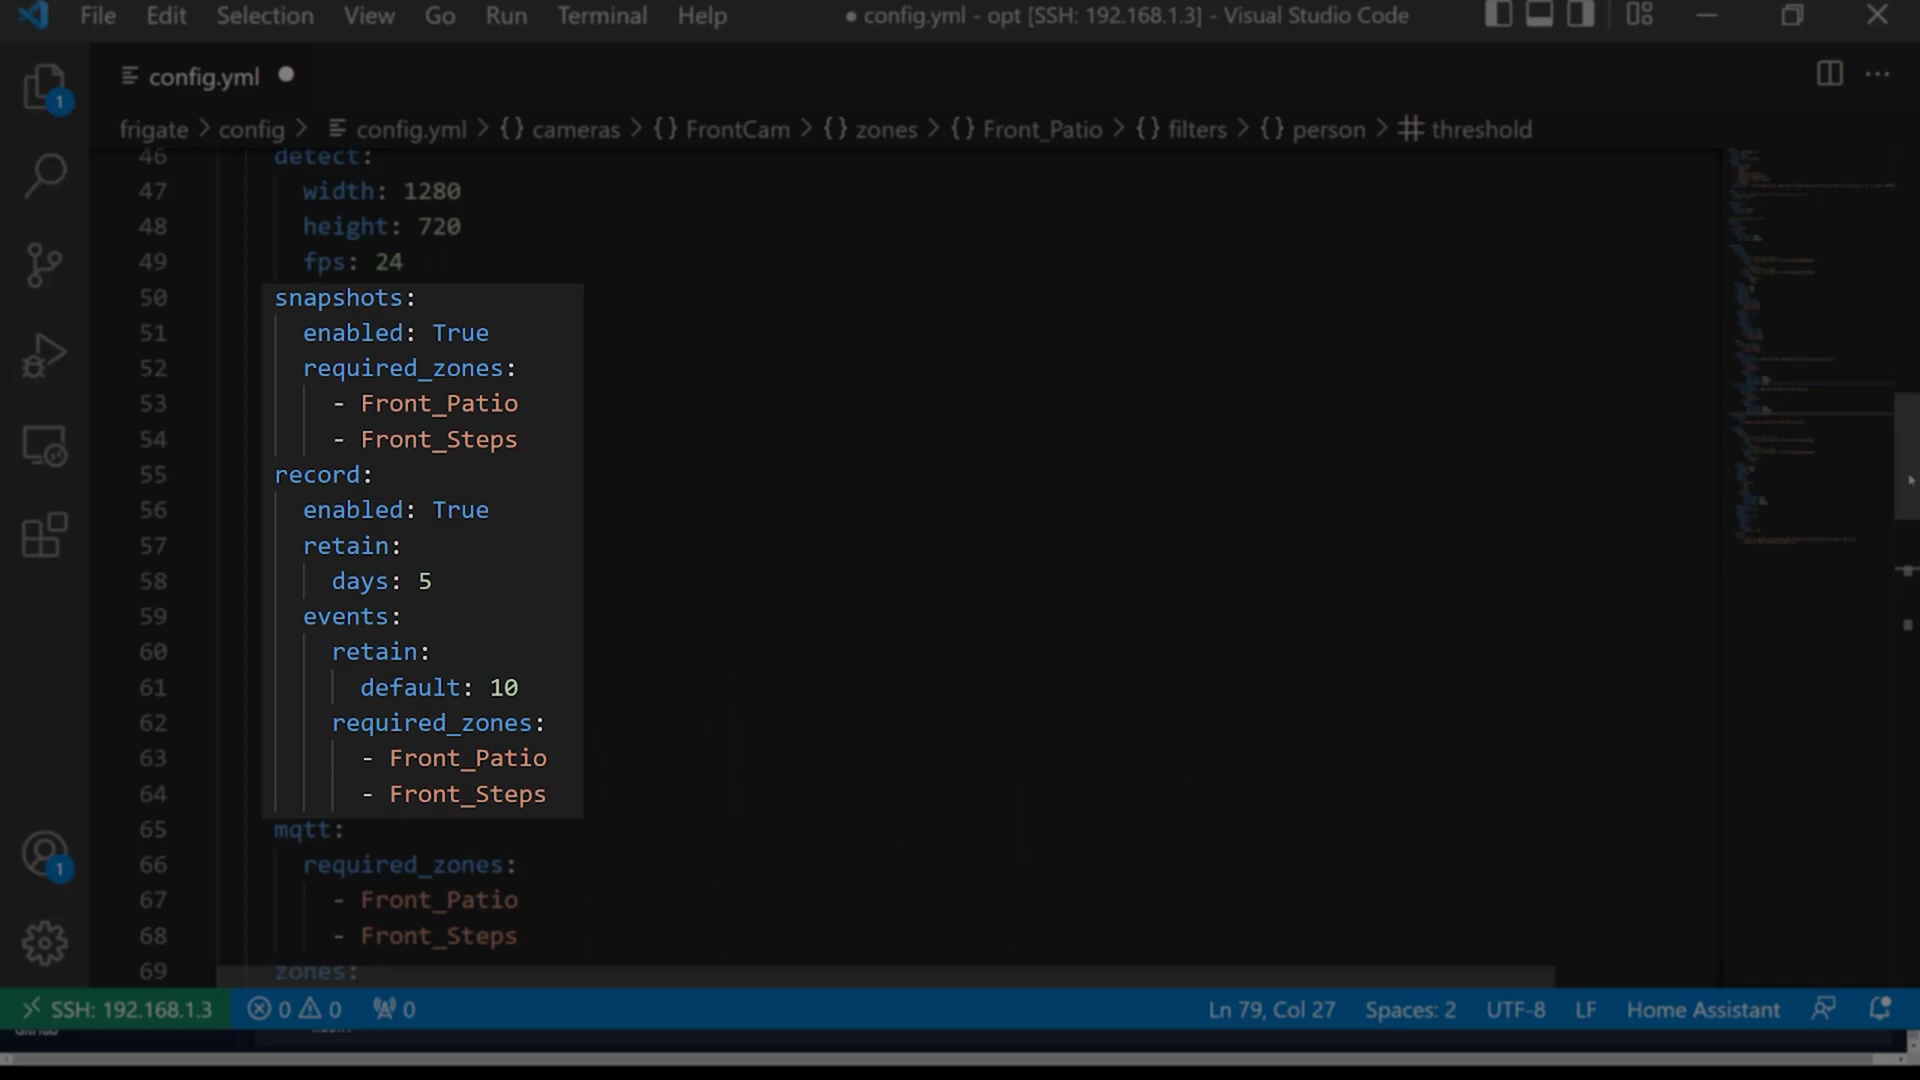 File Edit Selection View Go Run Terminal Help ● config.yml - opt [SSH: 192.168.1.3] - Visual Studio Code
config.yml
1
frigate > config > config.yml > {} cameras > {} FrontCam > {} zones > {} Front_Patio > {} filters > {} person > # threshold
46 detect:
47 width: 1280
48 height: 720
49 fps: 24
50 snapshots:
51 enabled: True
52 required_zones:
53 - Front_Patio
54 - Front_Steps
55 record:
56 enabled: True
57 retain:
58 days: 5
59 events:
60 retain:
61 default: 10
62 required_zones:
63 - Front_Patio
64 - Front_Steps
65 mqtt:
66 required_zones:
67 - Front_Patio
68 - Front_Steps
69 zones:
1
SSH: 192.168.1.3 0 0 0 Ln 79, Col 27 Spaces: 2 UTF-8 LF Home Assistant